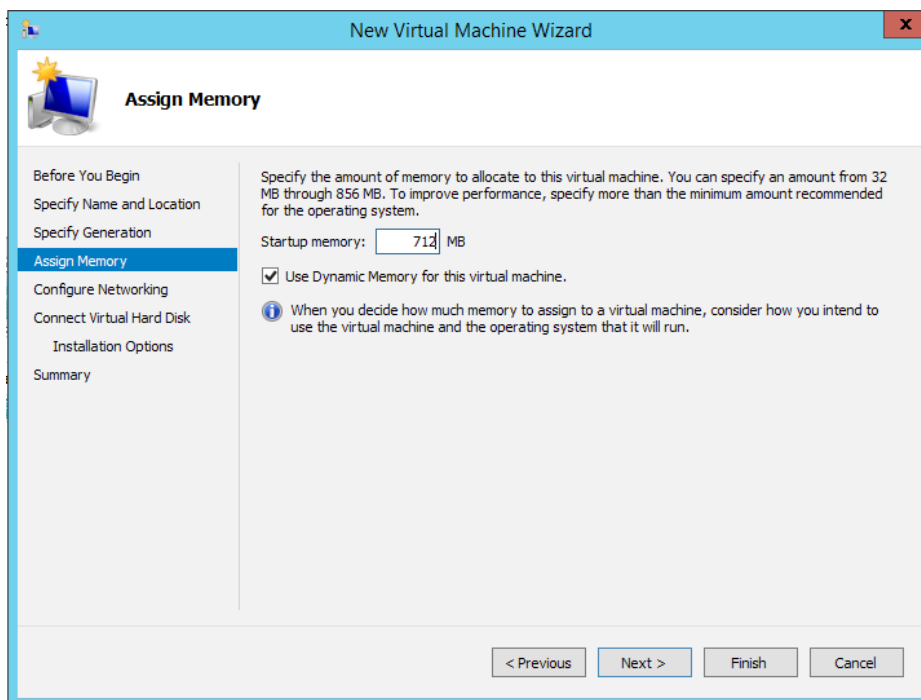 New Virtual Machine Wizard
x
Assign Memory
Before You Begin
Specify Name and Location
Specify Generation
Assign Memory
Configure Networking
Connect Virtual Hard Disk
Installation Options
Summary
Specify the amount of memory to allocate to this virtual machine. You can specify an amount from 32
MB through 856 MB. To improve performance, specify more than the minimum amount recommended
for the operating system.
Startup memory: 712 MB
Use Dynamic Memory for this virtual machine.
When you decide how much memory to assign to a virtual machine, consider how you intend to
use the virtual machine and the operating system that it will run.
< Previous Next > Finish Cancel